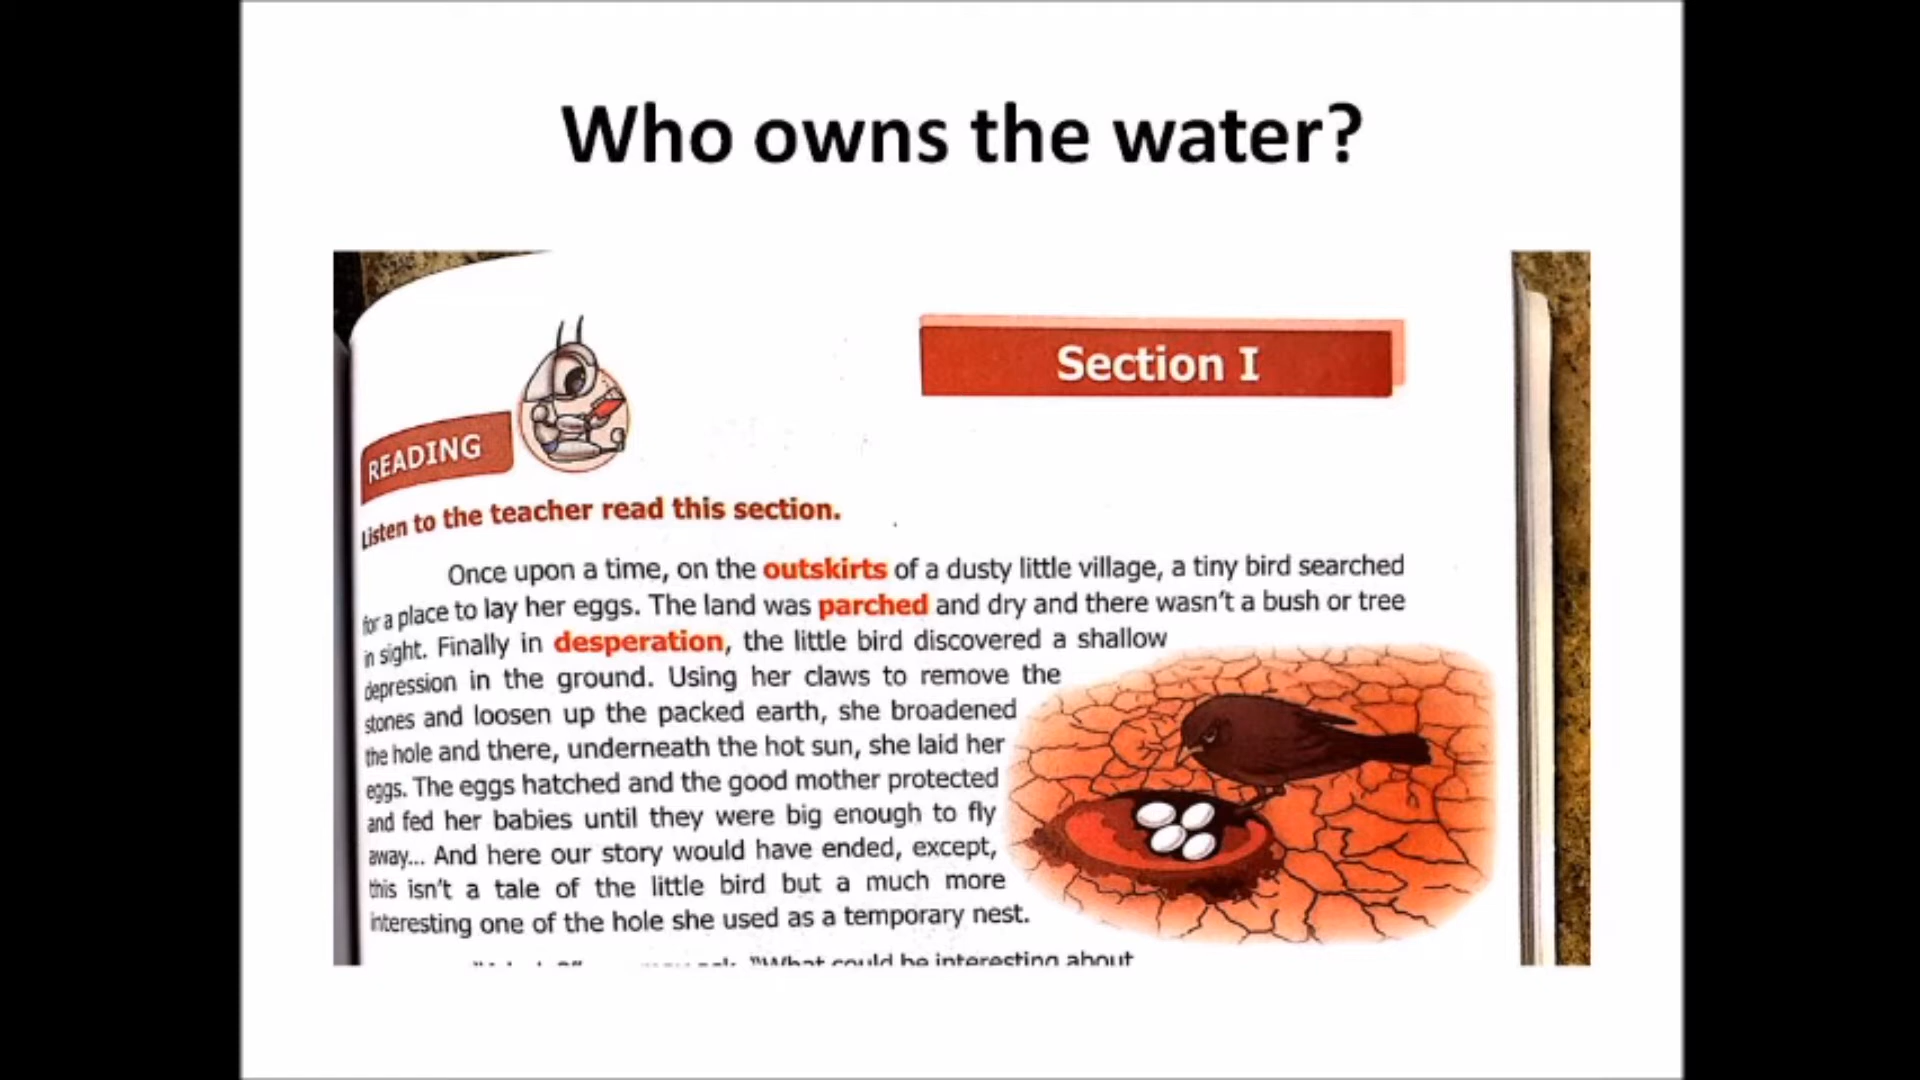 Who owns the water?
Section I
READING
Listen to the teacher read this section.
Once upon a time, on the outskirts of a dusty little village, a tiny bird searched
for a place to lay her eggs. The land was parched and dry and there wasn't a bush or tree
in sight. Finally in desperation, the little bird discovered a shallow
depression in the ground. Using her claws to remove the
stones and loosen up the packed earth, she broadened
the hole and there, underneath the hot sun, she laid her
eggs. The eggs hatched and the good mother protected
and fed her babies until they were big enough to fly
away... And here our story would have ended, except,
this isn't a tale of the little bird but a much more
interesting one of the hole she used as a temporary nest.
"What could be interesting about